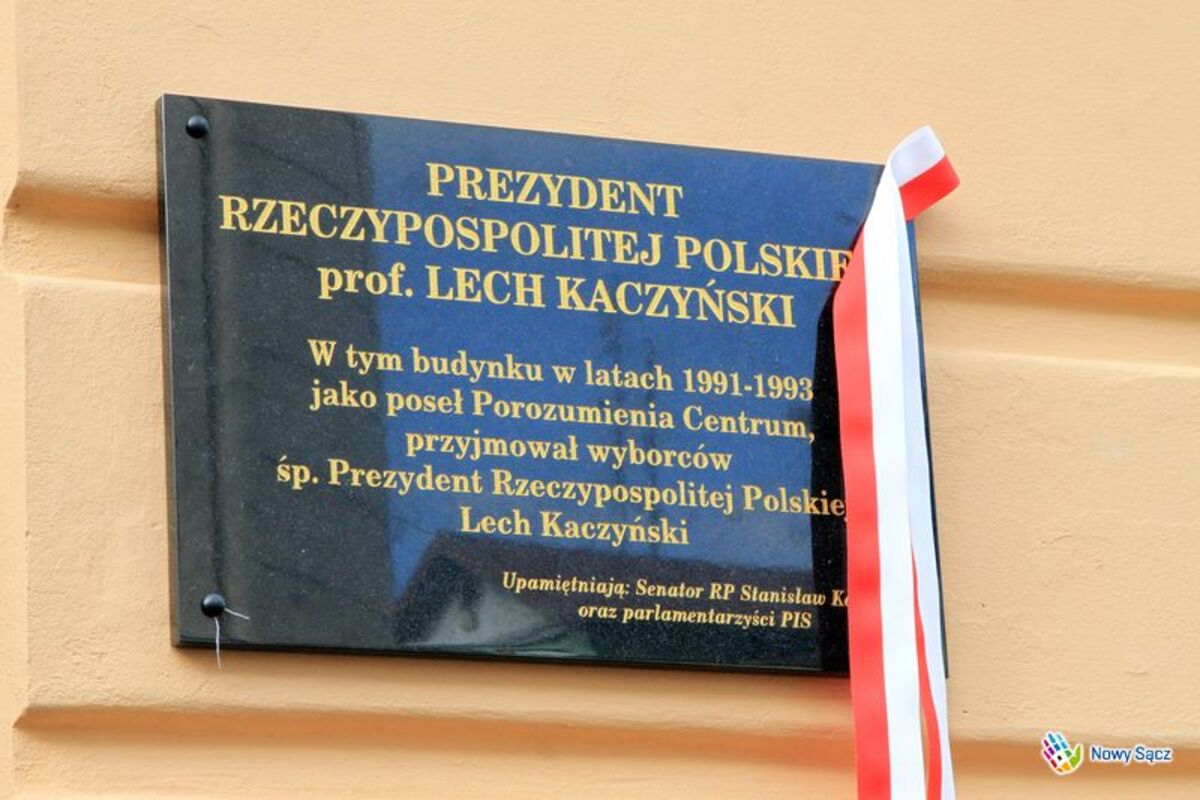 PREZYDENT
RZECZYPOSPOLITEJ POLSKIE
prof. LECH KACZYŃSKI
W tym budynku w latach 1991-1993
jako poseł Porozumienia Centrum,
przyjmował wyborców
śp. Prezydent Rzeczypospolitej Polskiej
Lech Kaczyński
Upamiętniają: Senator RP Stanisław
oraz parlamentarzyści PIS
Nowy Sącz